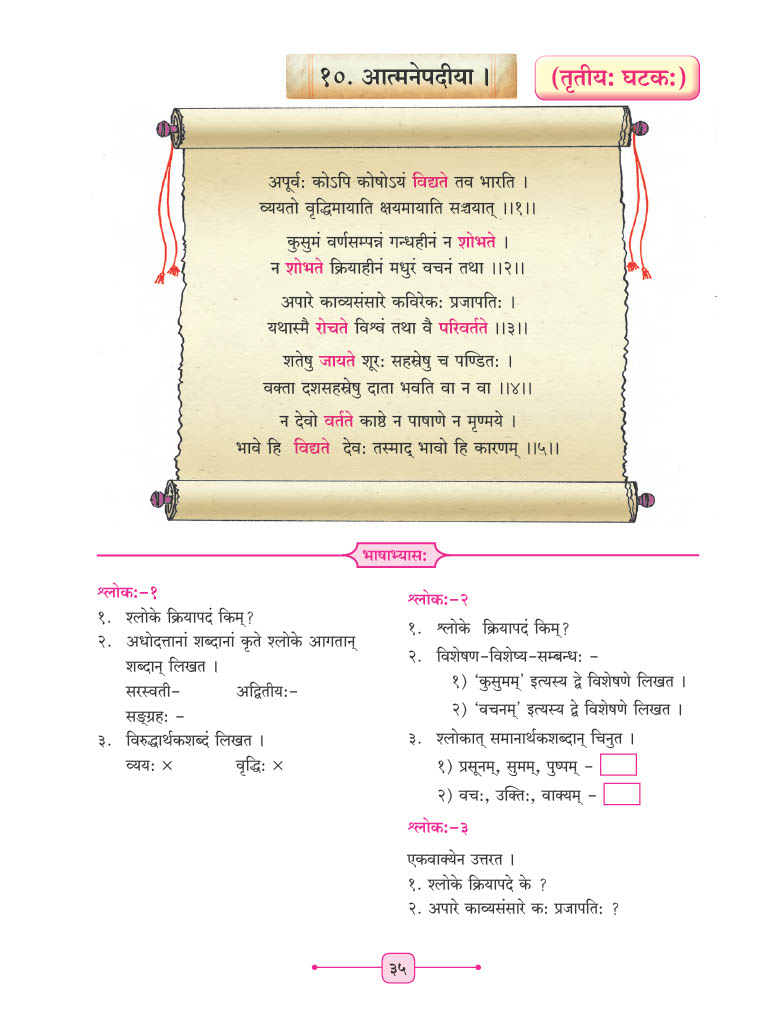 १०. आत्मनेपदीया ।
(तृतीयः घटकः)
अपूर्वः कोऽपि कोषोऽयं विद्यते तव भारति ।
व्ययतो वृद्धिमायाति क्षयमायाति सञ्चयात् ।।१।।
कुसुमं वर्णसम्पन्नं गन्धहीनं न शोभते ।
न शोभते क्रियाहीनं मधुरं वचनं तथा ।।२।।
अपारे काव्यसंसारे कविरेकः प्रजापतिः ।
यथास्मै रोचते विश्वं तथा वै परिवर्तते ।।३।।
शतेषु जायते शूरः सहस्रेषु च पण्डितः ।
वक्ता दशसहस्रेषु दाता भवति वा न वा ।।४।।
न देवो वर्तते काष्ठे न पाषाणे न मृण्मये ।
भावे हि विद्यते देवः तस्माद् भावो हि कारणम् ।।५।।
भाषाभ्यासः
श्लोकः-१
१. श्लोके क्रियापदं किम्?
२. अधोदत्तानां शब्दानां कृते श्लोके आगतान्
शब्दान् लिखत ।
सरस्वती- अद्वितीयः-
सङ्ग्रहः -
३. विरुद्धार्थकशब्दं लिखत ।
व्ययः × वृद्धिः ×
श्लोकः-२
१. श्लोके क्रियापदं किम्?
२. विशेषण-विशेष्य-सम्बन्धः -
१) ‘कुसुमम्’ इत्यस्य द्वे विशेषणे लिखत ।
२) ‘वचनम्’ इत्यस्य द्वे विशेषणे लिखत ।
३. श्लोकात् समानार्थकशब्दान् चिनुत ।
१) प्रसूनम्, सुमम्, पुष्पम् -
२) वचः, उक्तिः, वाक्यम् -
श्लोकः-३
एकवाक्येन उत्तरत ।
१. श्लोके क्रियापदे के ?
२. अपारे काव्यसंसारे कः प्रजापतिः ?
३५